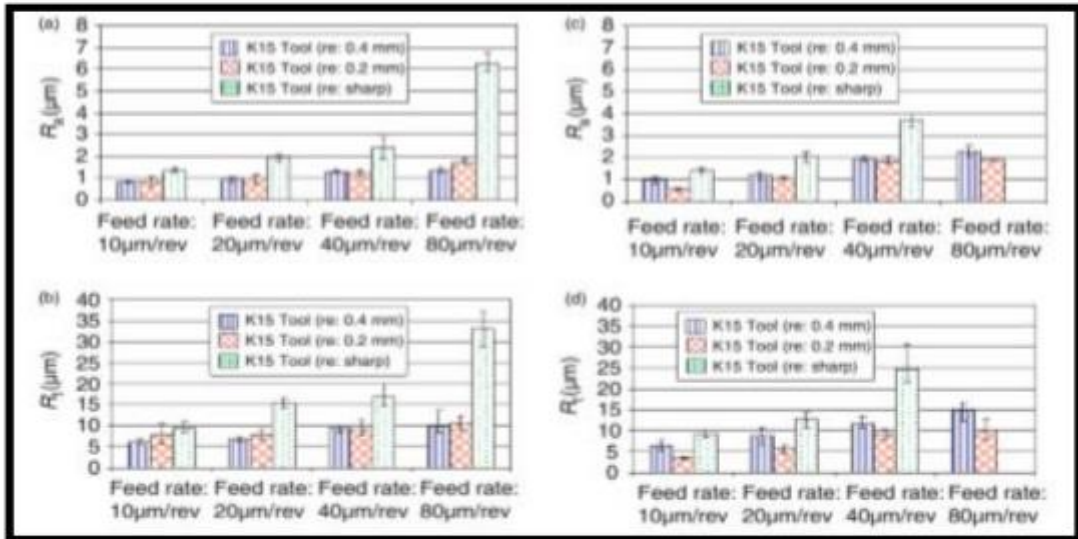 (a)
8
7
6
5
4
3
2
1
0
Ra(µm)
K15 Tool (re: 0.4 mm)
K15 Tool (re: 0.2 mm)
K15 Tool (re: sharp)
Feed rate: Feed rate: Feed rate: Feed rate:
10µm/rev 20µm/rev 40µm/rev 80µm/rev
(c)
8
7
6
5
4
3
2
1
0
Ra(µm)
K15 Tool (re: 0.4 mm)
K15 Tool (re: 0.2 mm)
K15 Tool (re: sharp)
Feed rate: Feed rate: Feed rate: Feed rate:
10µm/rev 20µm/rev 40µm/rev 80µm/rev
(b)
40
35
30
25
20
15
10
5
0
Rt(µm)
K15 Tool (re: 0.4 mm)
K15 Tool (re: 0.2 mm)
K15 Tool (re: sharp)
Feed rate: Feed rate: Feed rate: Feed rate:
10µm/rev 20µm/rev 40µm/rev 80µm/rev
(d)
40
35
30
25
20
15
10
5
0
Rt(µm)
K15 Tool (re: 0.4 mm)
K15 Tool (re: 0.2 mm)
K15 Tool (re: sharp)
Feed rate: Feed rate: Feed rate: Feed rate:
10µm/rev 20µm/rev 40µm/rev 80µm/rev